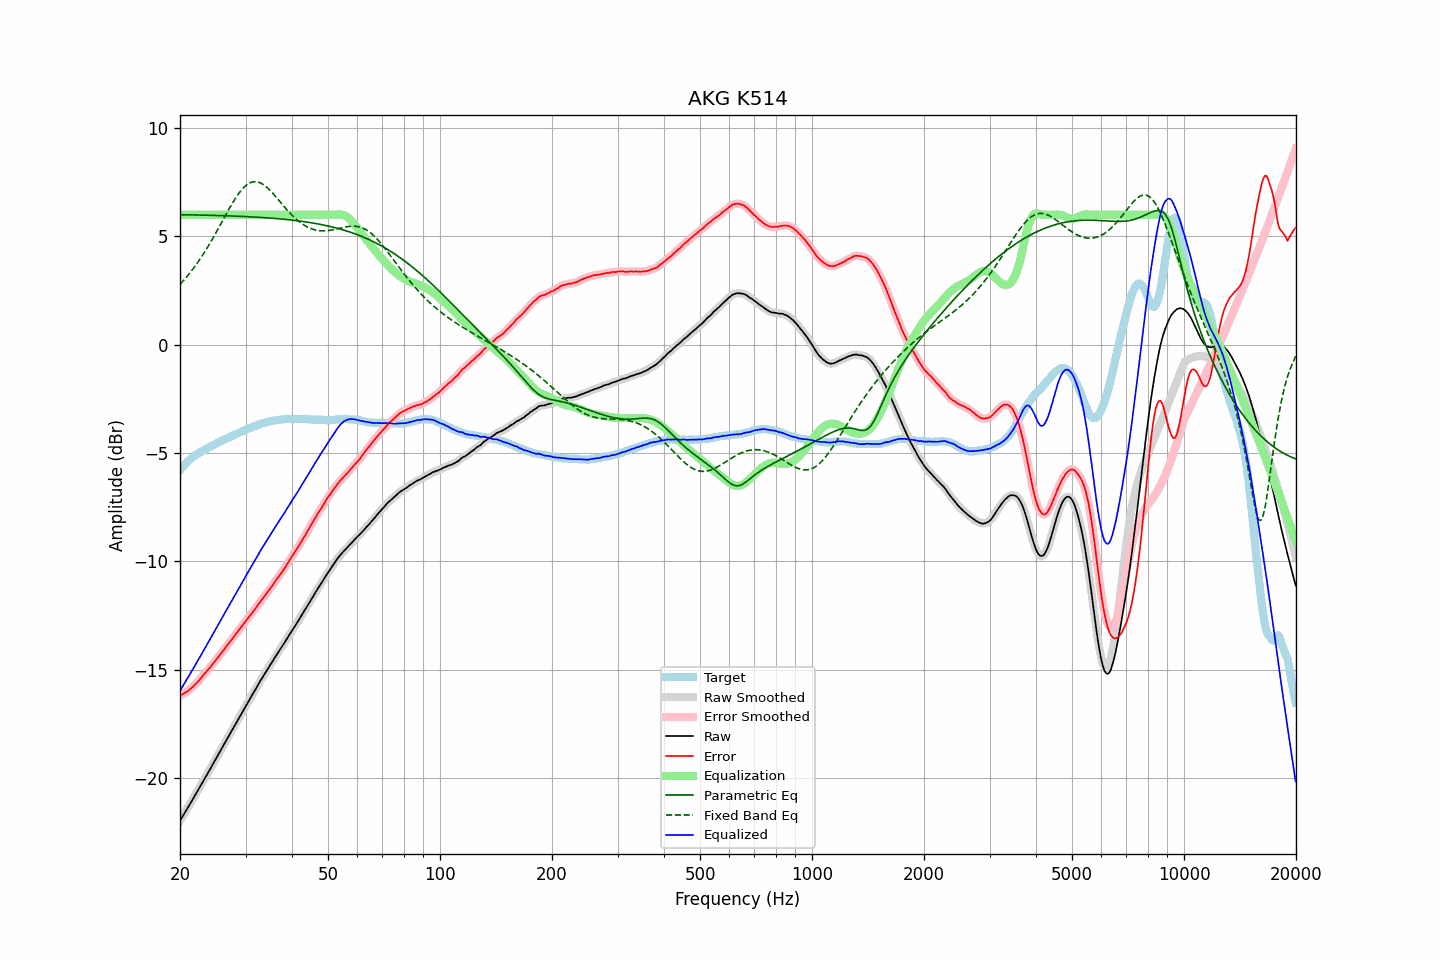 AKG K514
10
5
0
−5
−10
−15
−20
Amplitude (dBr)
Target
Raw Smoothed
Error Smoothed
Raw
Error
Equalization
Parametric Eq
Fixed Band Eq
Equalized
20 50 100 200 500 1000 2000 5000 10000 20000
Frequency (Hz)